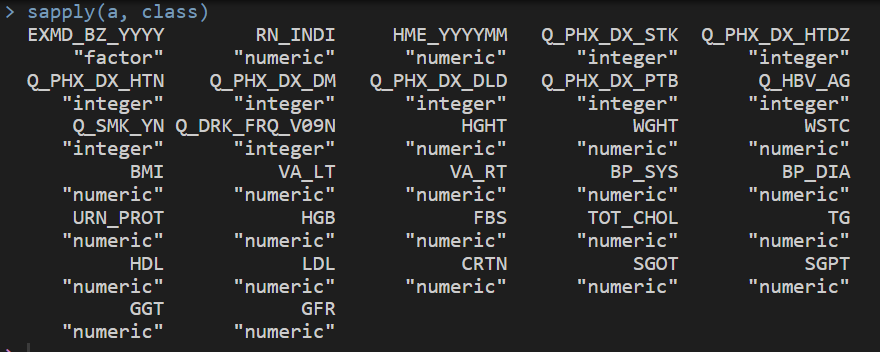 > sapply(a, class)
EXMD_BZ_YYYY RN_INDI HME_YYYYMM Q_PHX_DX_STK Q_PHX_DX_HTDZ
"factor" "numeric" "numeric" "integer" "integer"
Q_PHX_DX_HTN Q_PHX_DX_DM Q_PHX_DX_DLD Q_PHX_DX_PTB Q_HBV_AG
"integer" "integer" "integer" "integer" "integer"
Q_SMK_YN Q_DRK_FRQ_V09N HGHT WGHT WSTC
"integer" "integer" "numeric" "numeric" "numeric"
BMI VA_LT VA_RT BP_SYS BP_DIA
"numeric" "numeric" "numeric" "numeric" "numeric"
URN_PROT HGB FBS TOT_CHOL TG
"numeric" "numeric" "numeric" "numeric" "numeric"
HDL LDL CRTN SGOT SGPT
"numeric" "numeric" "numeric" "numeric" "numeric"
GGT GFR
"numeric" "numeric"